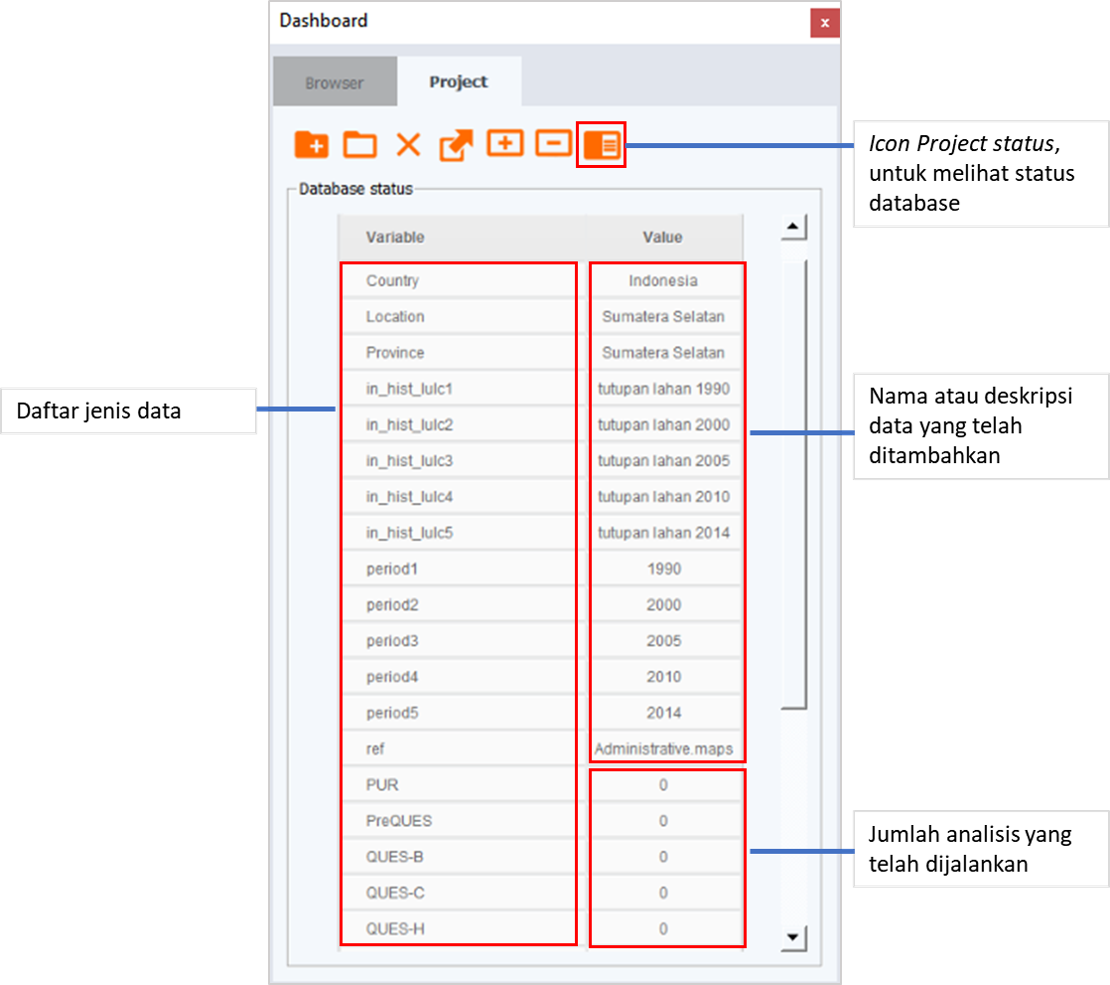 Dashboard
x
Browser
Project
Icon Project status,
untuk melihat status
database
Database status
Variable Value
Country Indonesia
Location Sumatera Selatan
Province Sumatera Selatan
in_hist_lulc1 tutupan lahan 1990
in_hist_lulc2 tutupan lahan 2000
in_hist_lulc3 tutupan lahan 2005
in_hist_lulc4 tutupan lahan 2010
in_hist_lulc5 tutupan lahan 2014
period1 1990
period2 2000
period3 2005
period4 2010
period5 2014
ref Administrative.maps
PUR 0
PreQUES 0
QUES-B 0
QUES-C 0
QUES-H 0
Daftar jenis data
Nama atau deskripsi
data yang telah
ditambahkan
Jumlah analisis yang
telah dijalankan